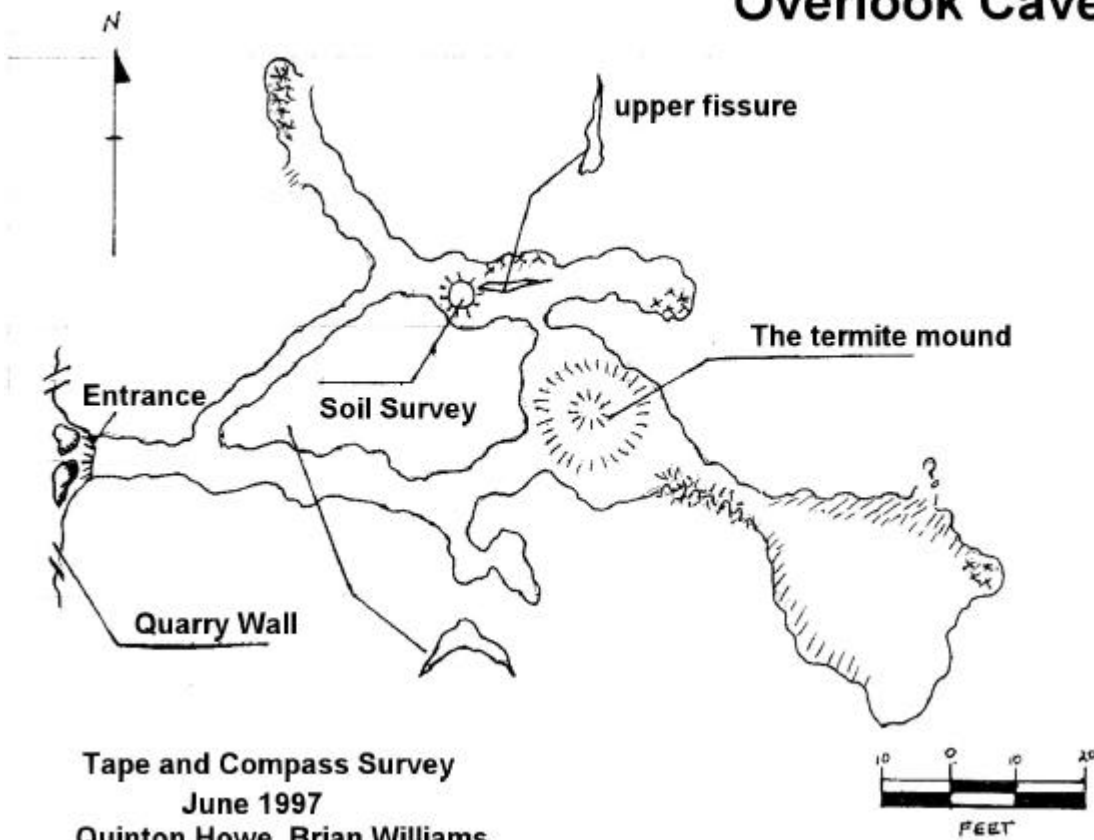 Overlook Cave
N
upper fissure
The termite mound
Entrance
Soil Survey
?
Quarry Wall
Tape and Compass Survey
June 1997
Quinton Howe, Brian Williams
10 0 10 20
FEET